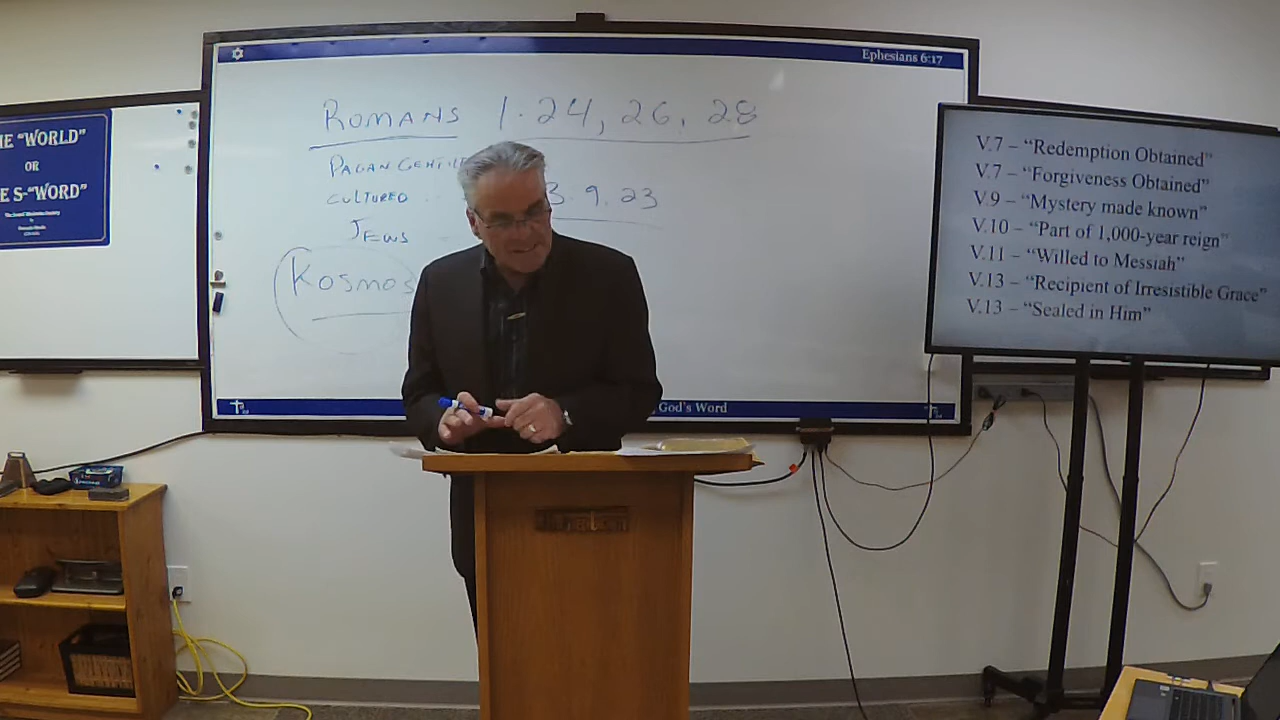 HE "WORLD"
OR
E S-"WORD"
Ephesians 6:17
ROMANS 1.24, 26, 28
PAGAN GENTILE
CULTURED ..
3.9.23
JEWS
KOSMOS
God's Word
V.7 – "Redemption Obtained"
V.7 – "Forgiveness Obtained"
V.9 – "Mystery made known"
V.10 – "Part of 1,000-year reign"
V.11 – "Willed to Messiah"
V.13 – "Recipient of Irresistible Grace"
V.13 – "Sealed in Him"